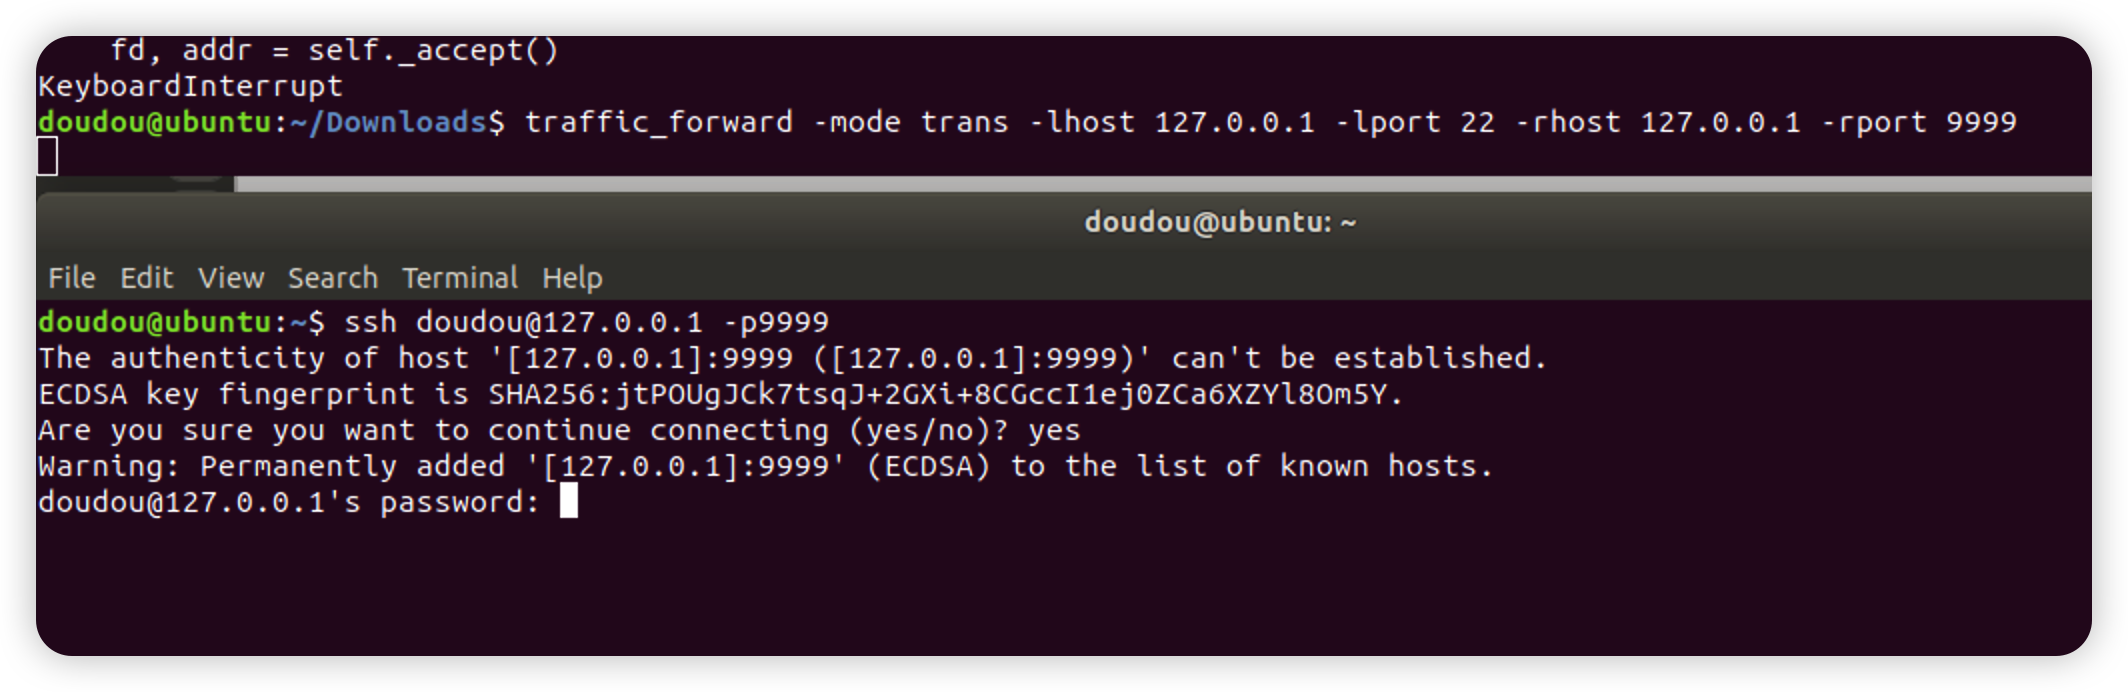 fd, addr = self._accept()
KeyboardInterrupt
doudou@ubuntu:~/Downloads$ traffic_forward -mode trans -lhost 127.0.0.1 -lport 22 -rhost 127.0.0.1 -rport 9999
doudou@ubuntu: ~
File Edit View Search Terminal Help
doudou@ubuntu:~$ ssh doudou@127.0.0.1 -p9999
The authenticity of host '[127.0.0.1]:9999 ([127.0.0.1]:9999)' can't be established.
ECDSA key fingerprint is SHA256:jtPOUgJCk7tsqJ+2GXi+8CGccI1ej0ZCa6XZYl8Om5Y.
Are you sure you want to continue connecting (yes/no)? yes
Warning: Permanently added '[127.0.0.1]:9999' (ECDSA) to the list of known hosts.
doudou@127.0.0.1's password: